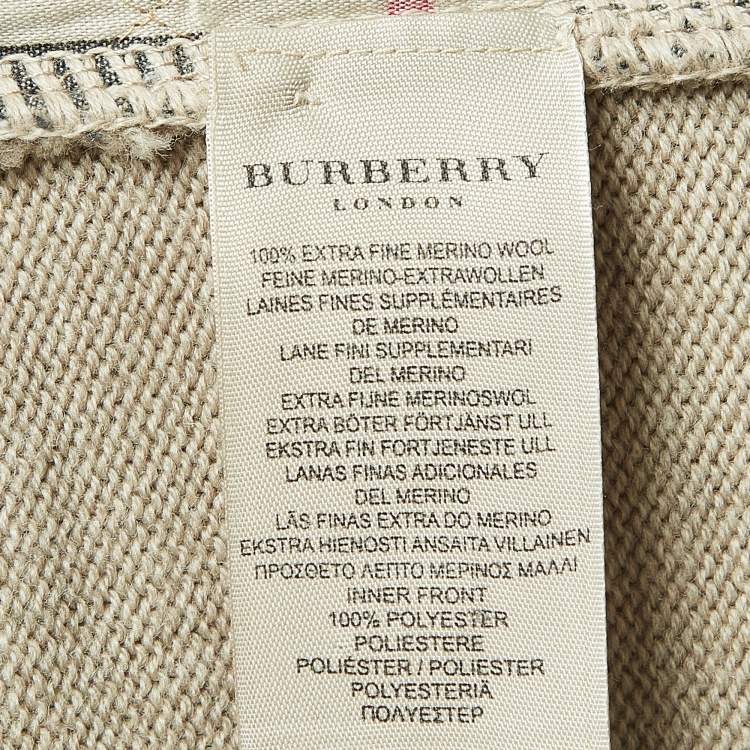 BURBERRY
LONDON
100% EXTRA FINE MERINO WOOL
FEINE MERINO-EXTRAWOLLEN
LAINES FINES SUPPLÉMENTAIRES
DE MERINO
LANE FINI SUPPLEMENTARI
DEL MERINO
EXTRA FIJNE MERINOSWOL
EXTRA BÖTER FÖRTJÄNST ULL
EKSTRA FIN FORTJENESTE ULL
LANAS FINAS ADICIONALES
DEL MERINO
LÃS FINAS EXTRA DO MERINO
EKSTRA HIENOSTI ANSAITA VILLAINEN
ΠΡΟΣΘΕΤΟ ΛΕΠΤΟ ΜΕΡΙΝΟΣ ΜΑΛΛΙ
INNER FRONT
100% POLYESTER
POLIESTERE
POLIÉSTER / POLIESTER
POLYESTERIÄ
ΠΟΛΥΕΣΤΕΡ